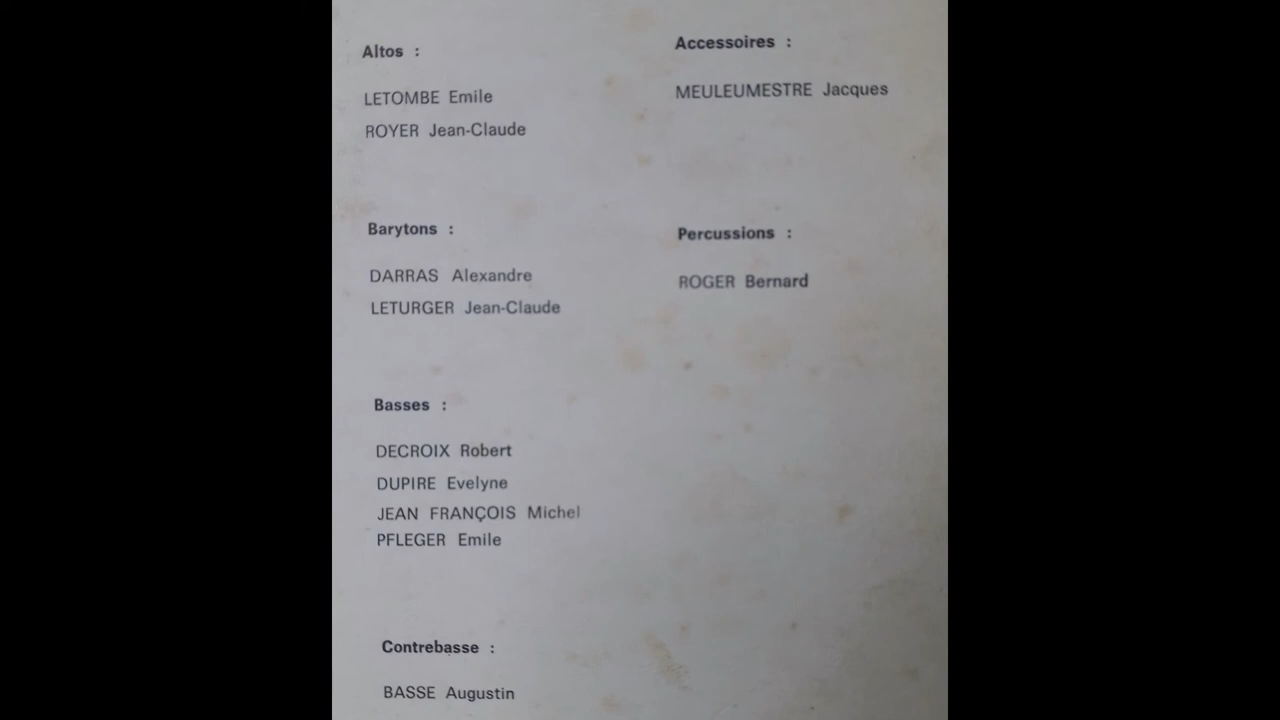 Altos :
LETOMBE Emile
ROYER Jean-Claude
Barytons :
DARRAS Alexandre
LETURGER Jean-Claude
Basses :
DECROIX Robert
DUPIRE Evelyne
JEAN FRANÇOIS Michel
PFLEGER Emile
Contrebasse :
BASSE Augustin
Accessoires :
MEULEUMESTRE Jacques
Percussions :
ROGER Bernard